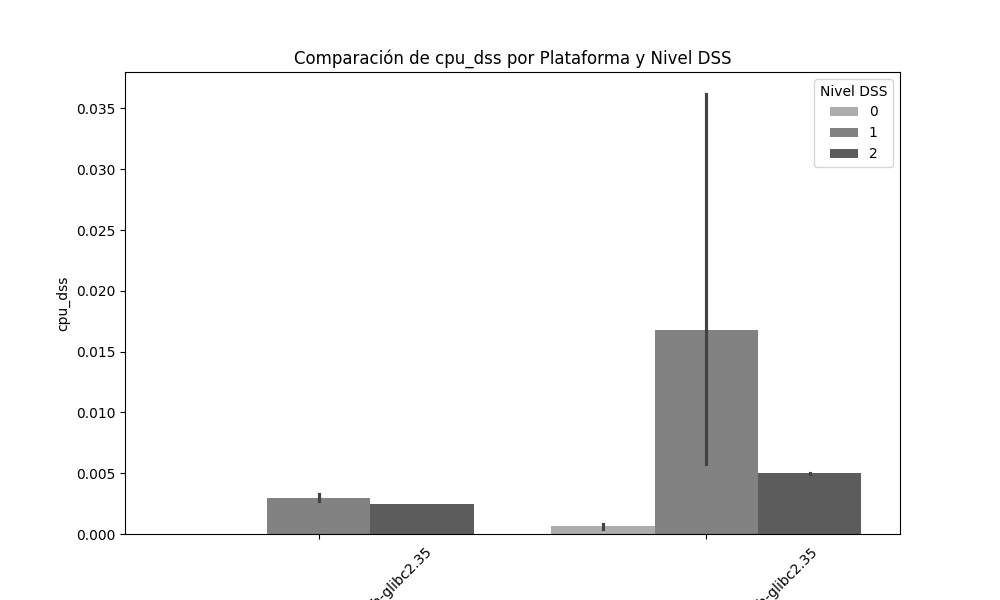 Comparación de cpu_dss por Plataforma y Nivel DSS
Nivel DSS
0
1
2
cpu_dss
0.035
0.030
0.025
0.020
0.015
0.010
0.005
0.000
-glibc2.35
-glibc2.35